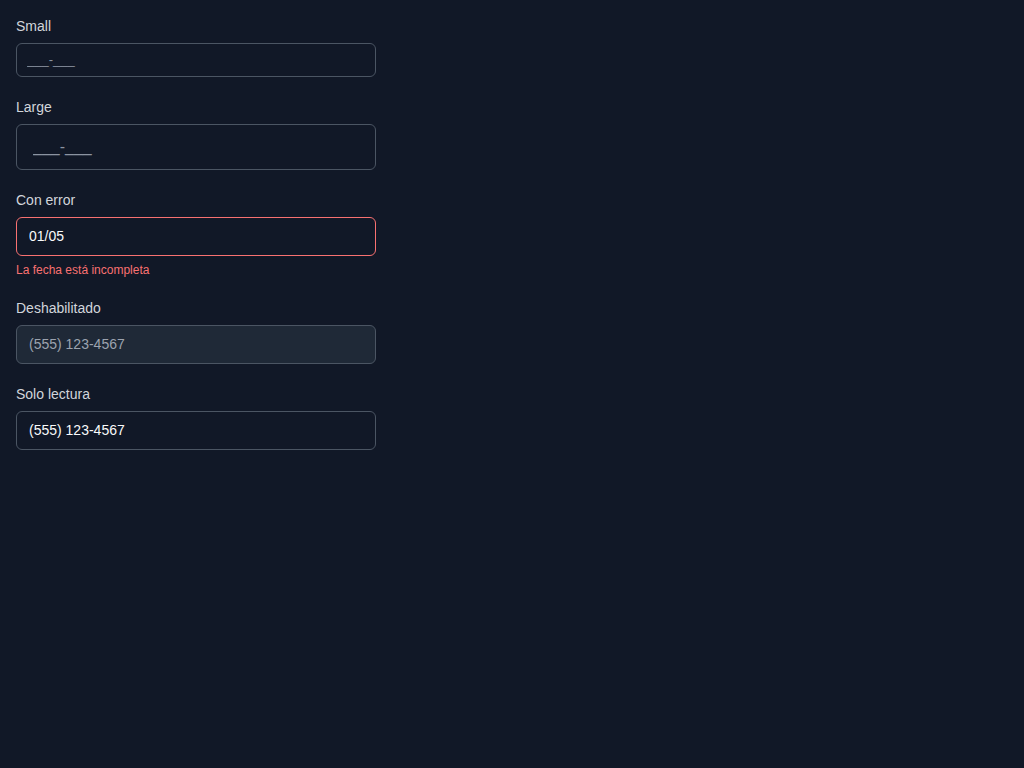 Small
___-___
Large
___-___
Con error
01/05
La fecha está incompleta
Deshabilitado
(555) 123-4567
Solo lectura
(555) 123-4567